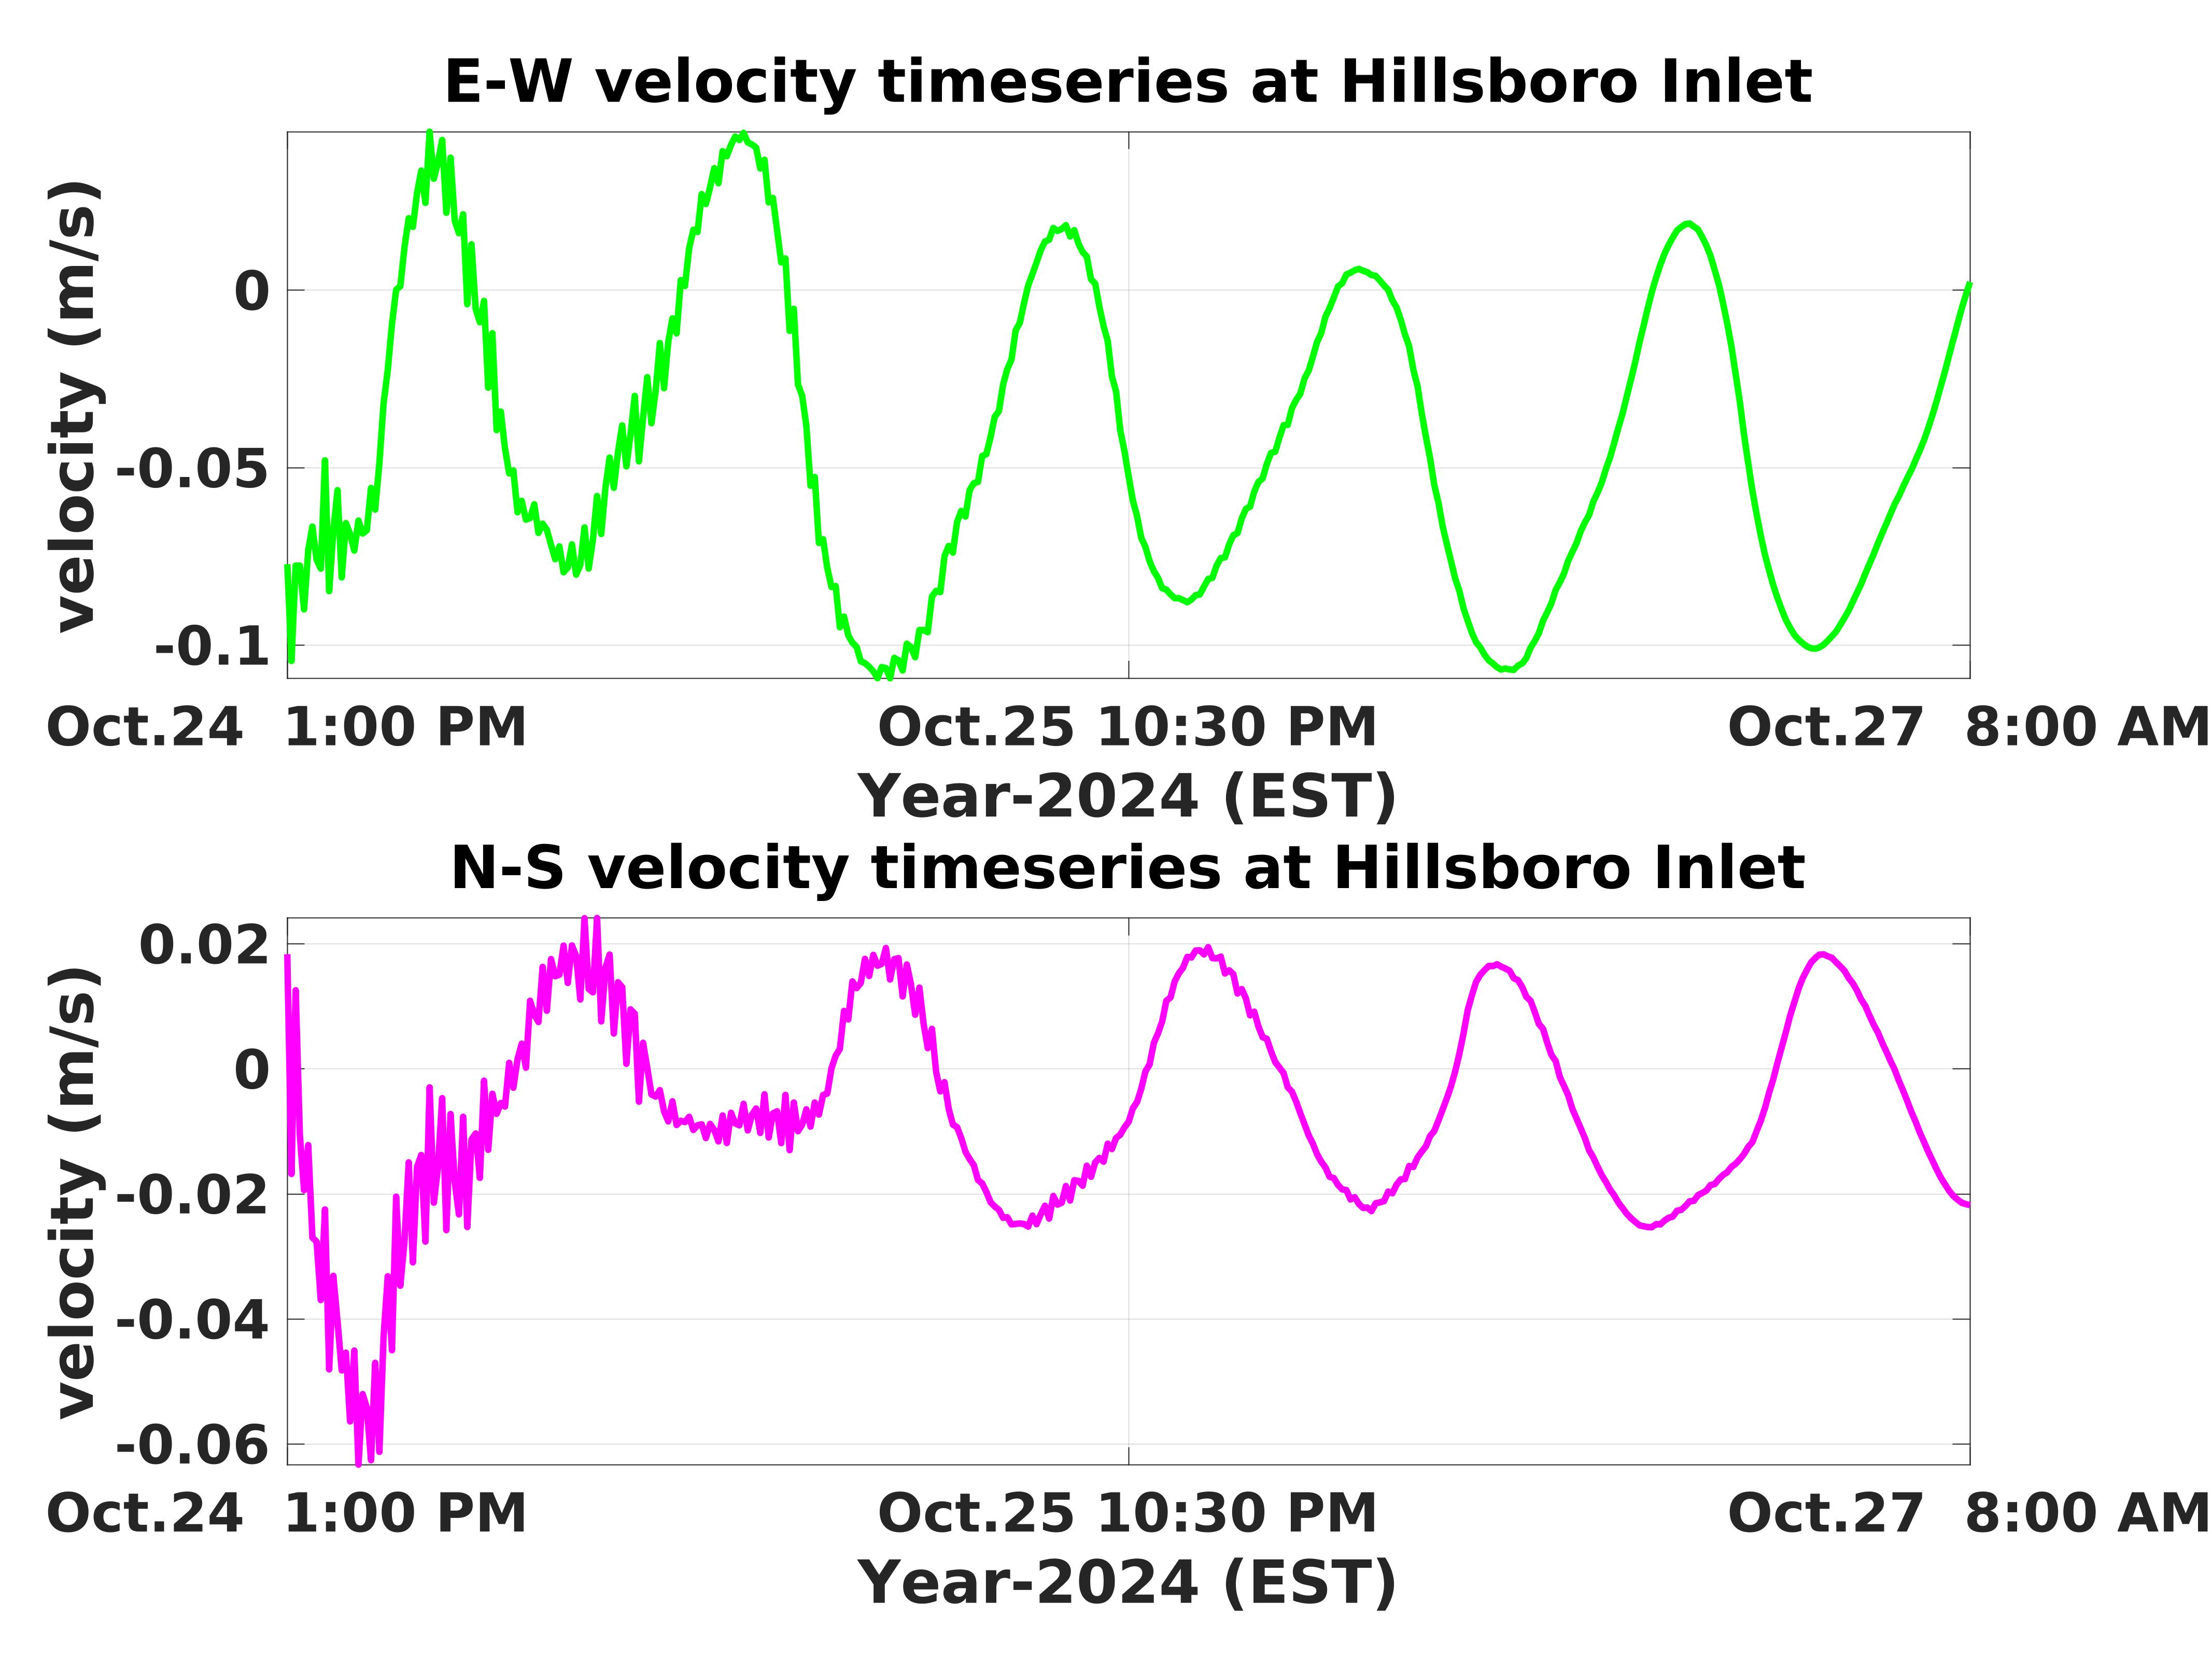 E-W velocity timeseries at Hillsboro Inlet
velocity (m/s)
0
-0.05
-0.1
Oct.24 1:00 PM Oct.25 10:30 PM Oct.27 8:00 AM
Year-2024 (EST)
N-S velocity timeseries at Hillsboro Inlet
velocity (m/s)
0.02
0
-0.02
-0.04
-0.06
Oct.24 1:00 PM Oct.25 10:30 PM Oct.27 8:00 AM
Year-2024 (EST)